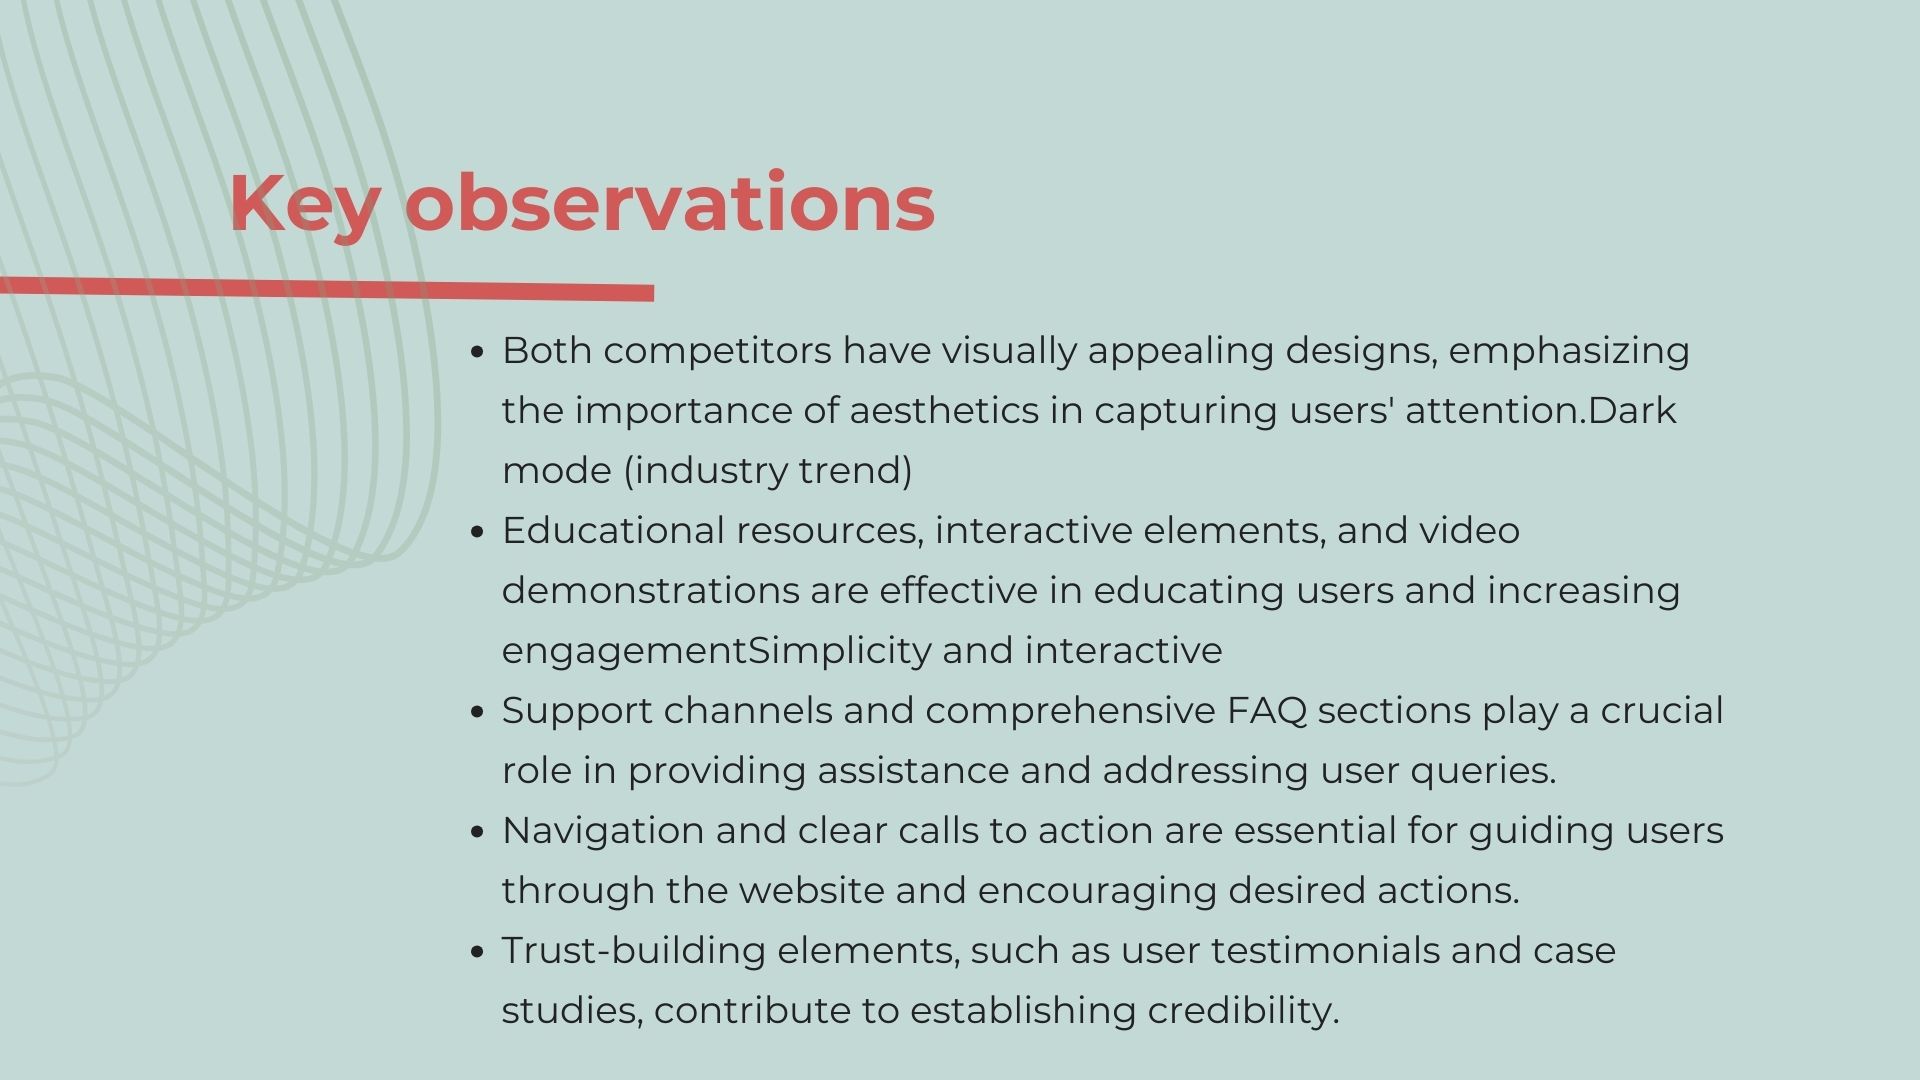 Key observations
• Both competitors have visually appealing designs, emphasizing
the importance of aesthetics in capturing users' attention.Dark
mode (industry trend)
• Educational resources, interactive elements, and video
demonstrations are effective in educating users and increasing
engagementSimplicity and interactive
• Support channels and comprehensive FAQ sections play a crucial
role in providing assistance and addressing user queries.
• Navigation and clear calls to action are essential for guiding users
through the website and encouraging desired actions.
• Trust-building elements, such as user testimonials and case
studies, contribute to establishing credibility.